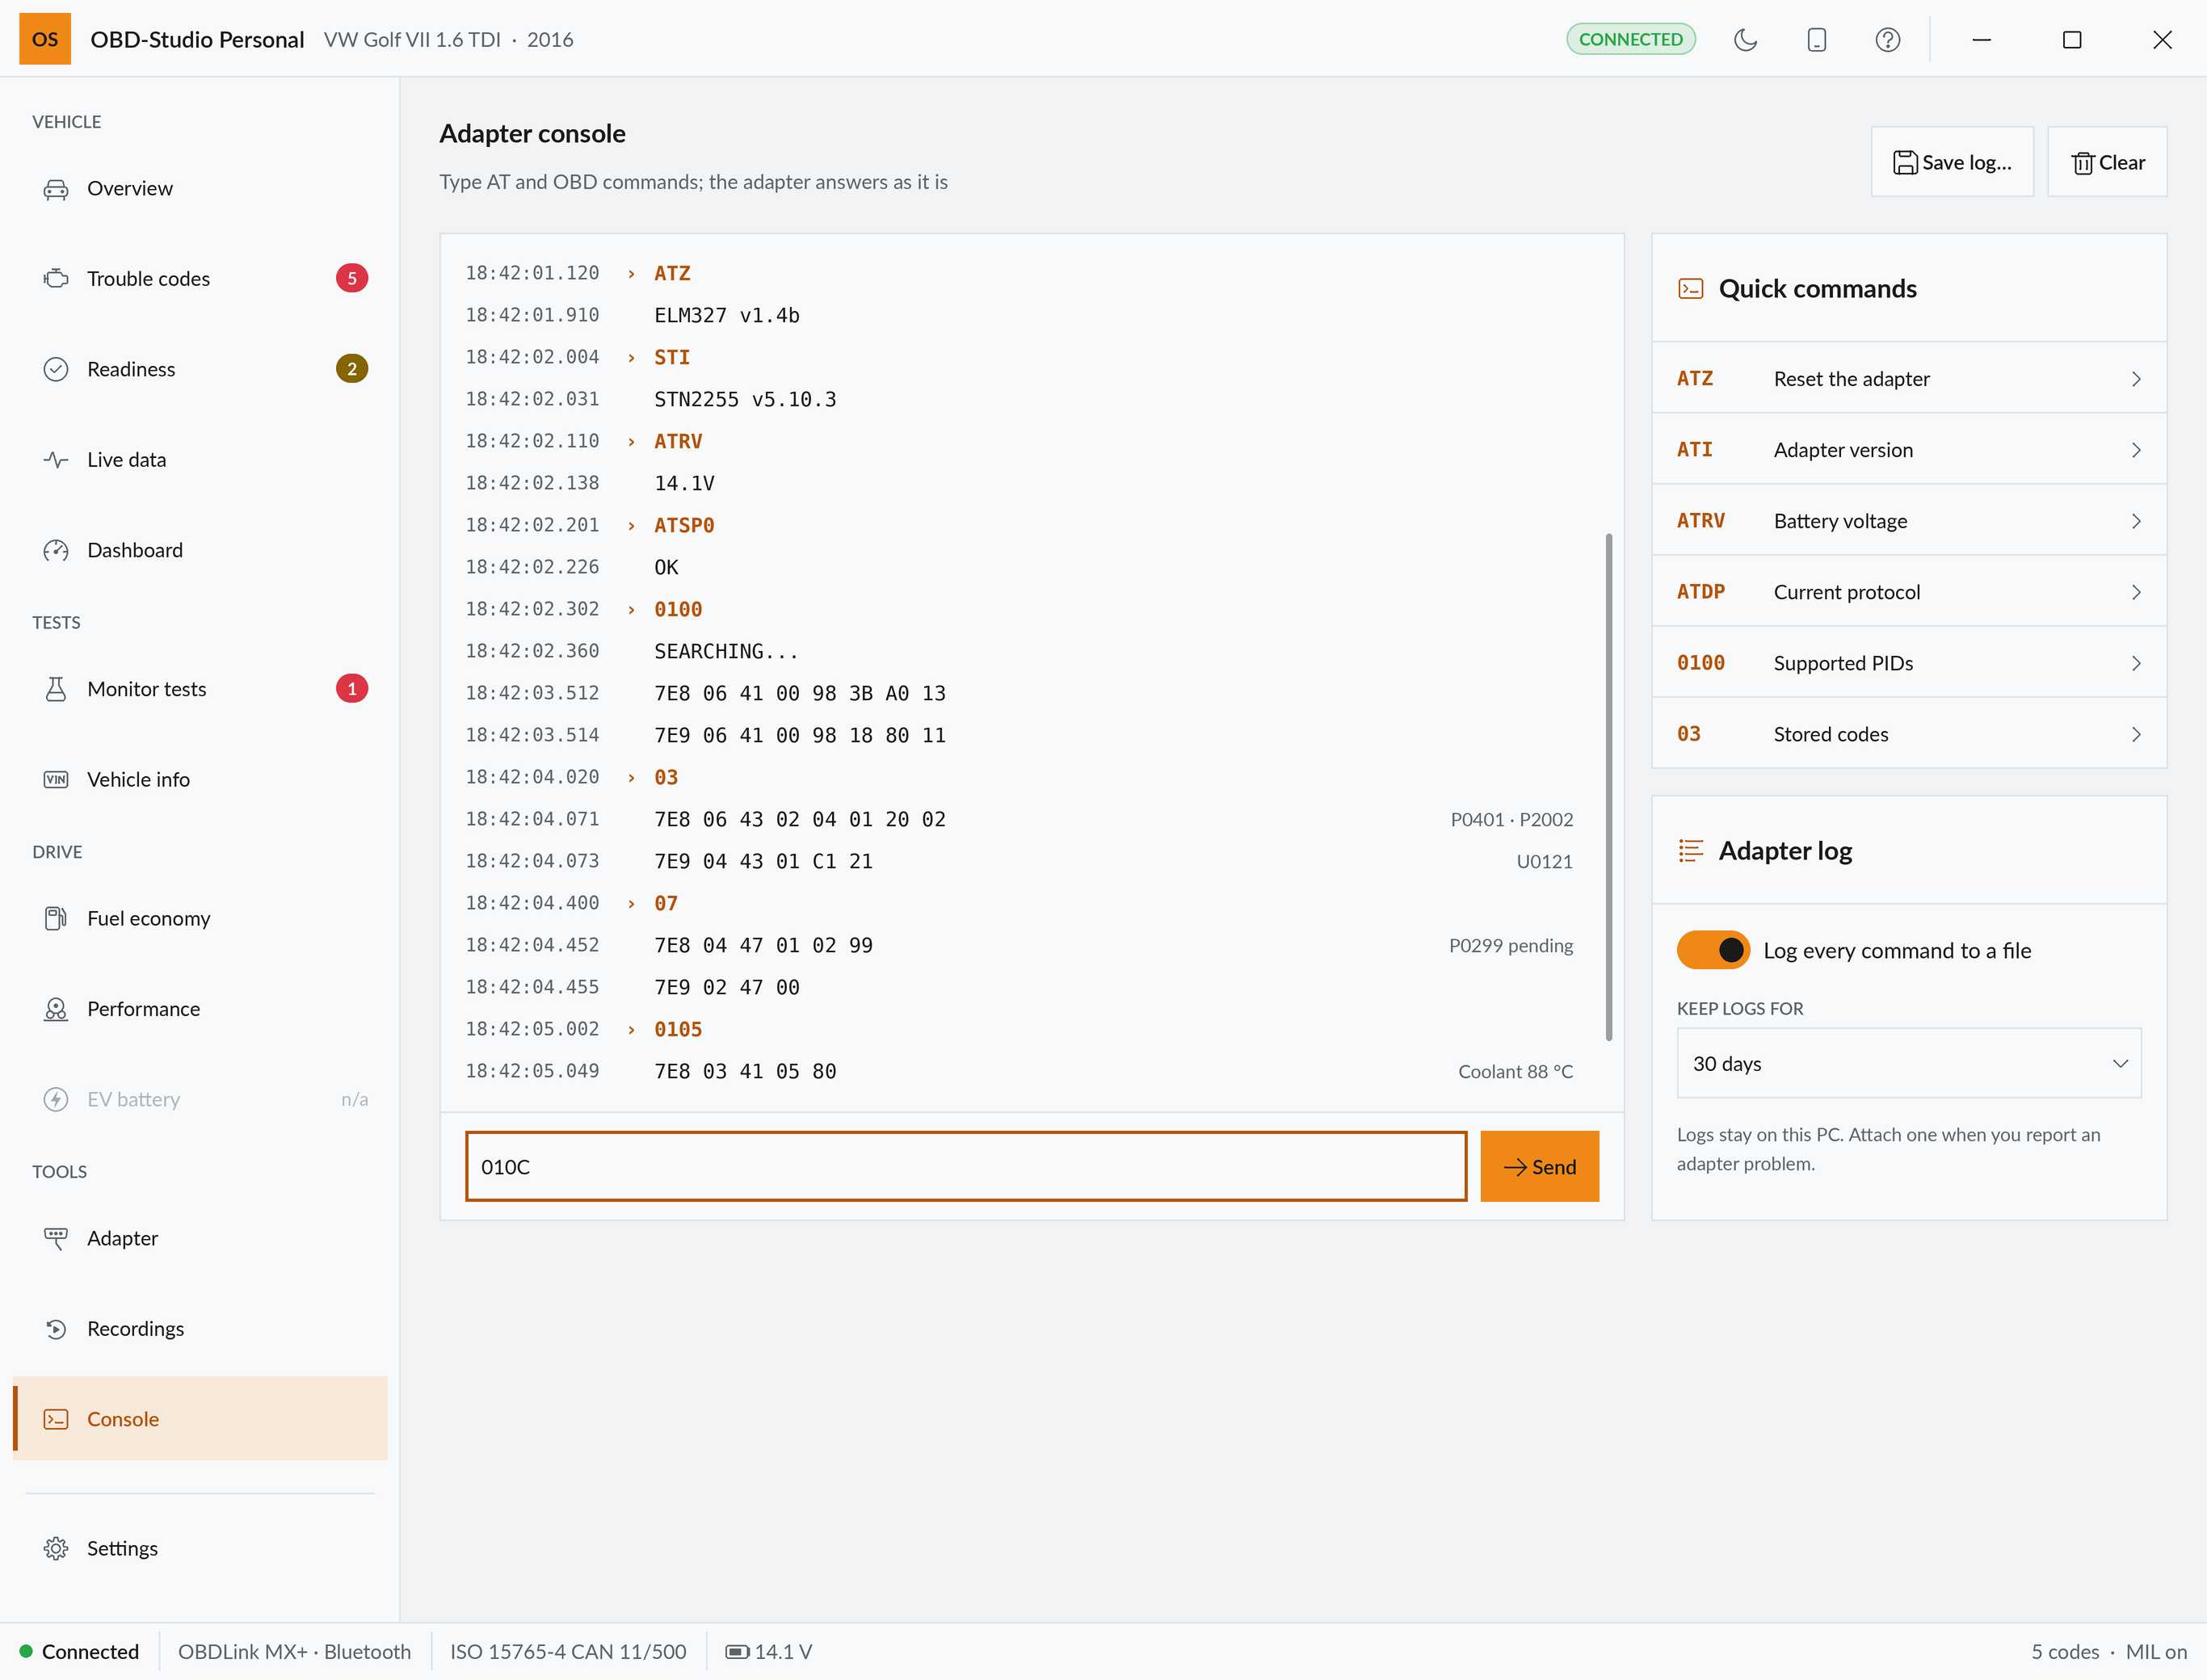 OS OBD-Studio Personal VW Golf VII 1.6 TDI · 2016 CONNECTED
VEHICLE
Overview
Trouble codes 5
Readiness 2
Live data
Dashboard
TESTS
Monitor tests 1
VIN Vehicle info
DRIVE
Fuel economy
Performance
EV battery n/a
TOOLS
Adapter
Recordings
Console
Settings
Adapter console
Type AT and OBD commands; the adapter answers as it is
Save log...
Clear
18:42:01.120 › ATZ
18:42:01.910 ELM327 v1.4b
18:42:02.004 › STI
18:42:02.031 STN2255 v5.10.3
18:42:02.110 › ATRV
18:42:02.138 14.1V
18:42:02.201 › ATSP0
18:42:02.226 OK
18:42:02.302 › 0100
18:42:02.360 SEARCHING...
18:42:03.512 7E8 06 41 00 98 3B A0 13
18:42:03.514 7E9 06 41 00 98 18 80 11
18:42:04.020 › 03
18:42:04.071 7E8 06 43 02 04 01 20 02 P0401 · P2002
18:42:04.073 7E9 04 43 01 C1 21 U0121
18:42:04.400 › 07
18:42:04.452 7E8 04 47 01 02 99 P0299 pending
18:42:04.455 7E9 02 47 00
18:42:05.002 › 0105
18:42:05.049 7E8 03 41 05 80 Coolant 88 °C
010C
Send
Quick commands
ATZ Reset the adapter
ATI Adapter version
ATRV Battery voltage
ATDP Current protocol
0100 Supported PIDs
03 Stored codes
Adapter log
Log every command to a file
KEEP LOGS FOR
30 days
Logs stay on this PC. Attach one when you report an
adapter problem.
Connected OBDLink MX+ · Bluetooth ISO 15765-4 CAN 11/500 14.1 V 5 codes · MIL on